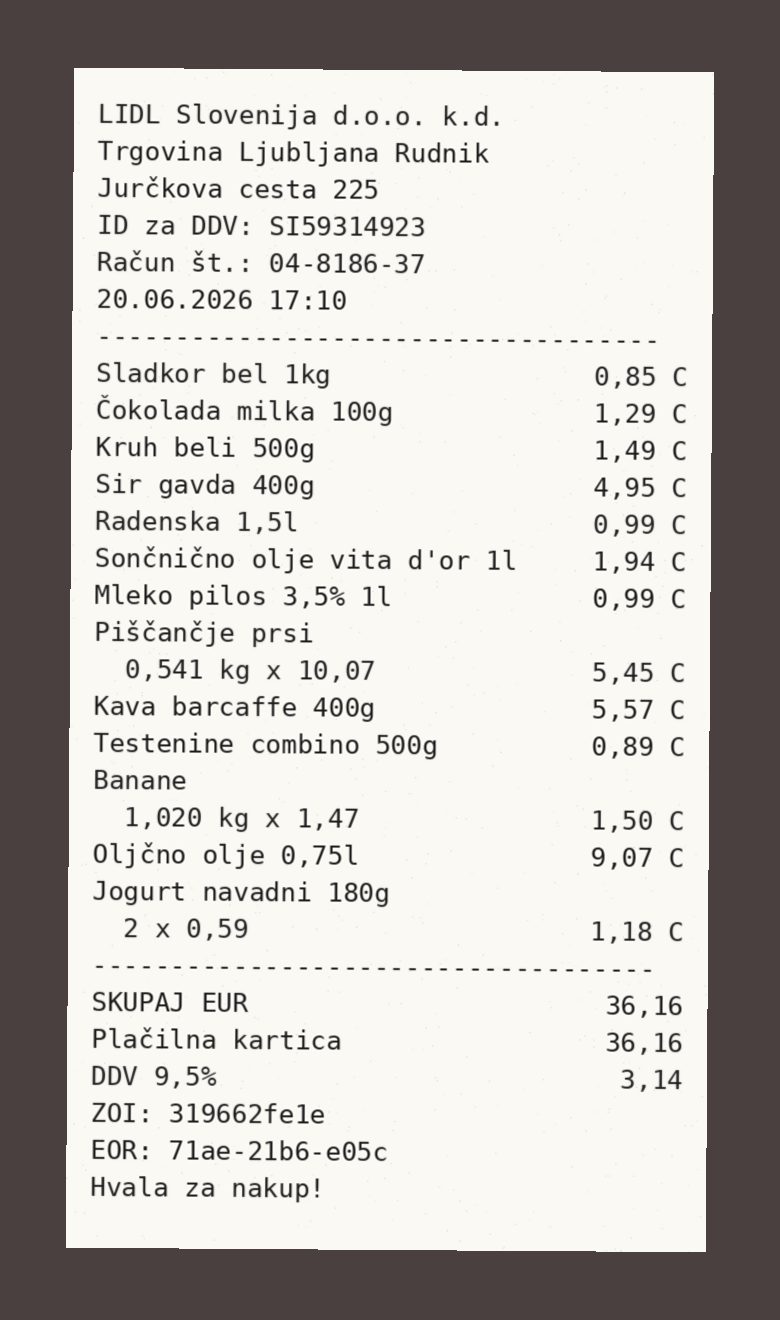 LIDL Slovenija d.o.o. k.d.
Trgovina Ljubljana Rudnik
Jurčkova cesta 225
ID za DDV: SI59314923
Račun št.: 04-8186-37
20.06.2026 17:10
------------------------------------
Sladkor bel 1kg 0,85 C
Čokolada milka 100g 1,29 C
Kruh beli 500g 1,49 C
Sir gavda 400g 4,95 C
Radenska 1,5l 0,99 C
Sončnično olje vita d'or 1l 1,94 C
Mleko pilos 3,5% 1l 0,99 C
Piščančje prsi
0,541 kg x 10,07 5,45 C
Kava barcaffe 400g 5,57 C
Testenine combino 500g 0,89 C
Banane
1,020 kg x 1,47 1,50 C
Oljčno olje 0,75l 9,07 C
Jogurt navadni 180g
2 x 0,59 1,18 C
------------------------------------
SKUPAJ EUR 36,16
Plačilna kartica 36,16
DDV 9,5% 3,14
ZOI: 319662fe1e
EOR: 71ae-21b6-e05c
Hvala za nakup!